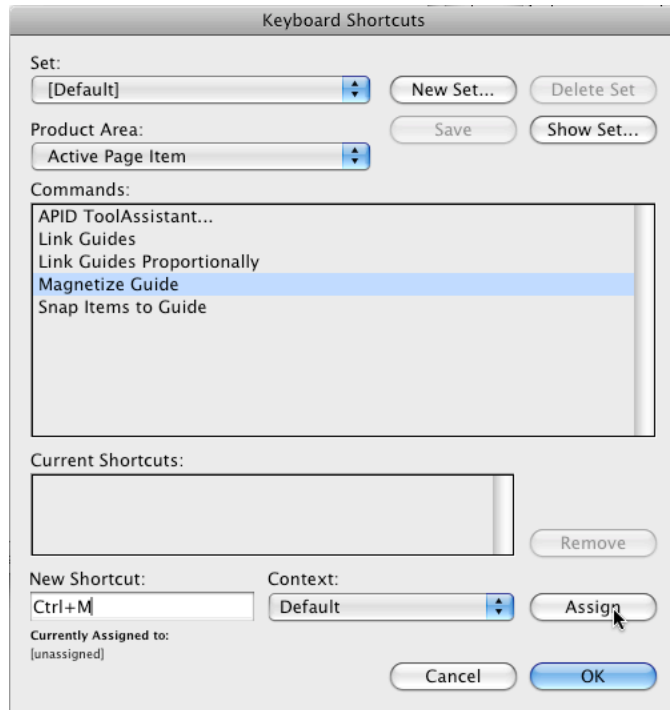 Keyboard Shortcuts
Set:
[Default]
New Set...
Delete Set
Product Area:
Save
Show Set...
Active Page Item
Commands:
APID ToolAssistant...
Link Guides
Link Guides Proportionally
Magnetize Guide
Snap Items to Guide
Current Shortcuts:
Remove
New Shortcut:
Context:
Ctrl+M
Default
Assign
Currently Assigned to:
[unassigned]
Cancel
OK